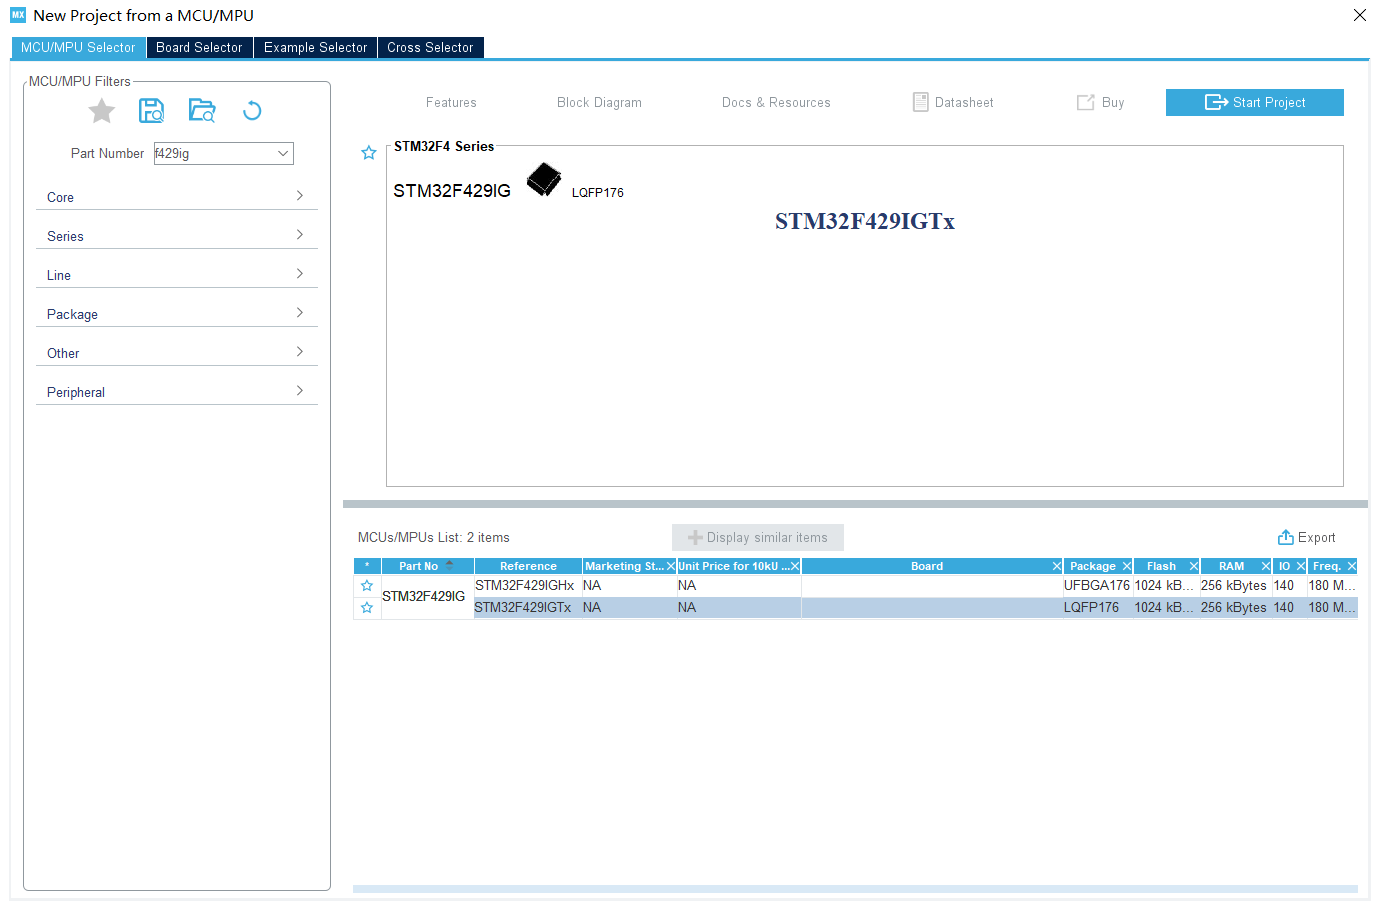 MX New Project from a MCU/MPU
MCU/MPU Selector Board Selector Example Selector Cross Selector
MCU/MPU Filters
Part Number f429ig
Core
Series
Line
Package
Other
Peripheral
Features Block Diagram Docs & Resources Datasheet Buy Start Project
STM32F4 Series
STM32F429IG LQFP176
STM32F429IGTx
MCUs/MPUs List: 2 items Display similar items Export
* Part No Reference Marketing St... Unit Price for 10kU ... Board Package Flash RAM IO Freq.
STM32F429IG
STM32F429IGHx NA NA UFBGA176 1024 kB... 256 kBytes 140 180 M...
STM32F429IGTx NA NA LQFP176 1024 kB... 256 kBytes 140 180 M...